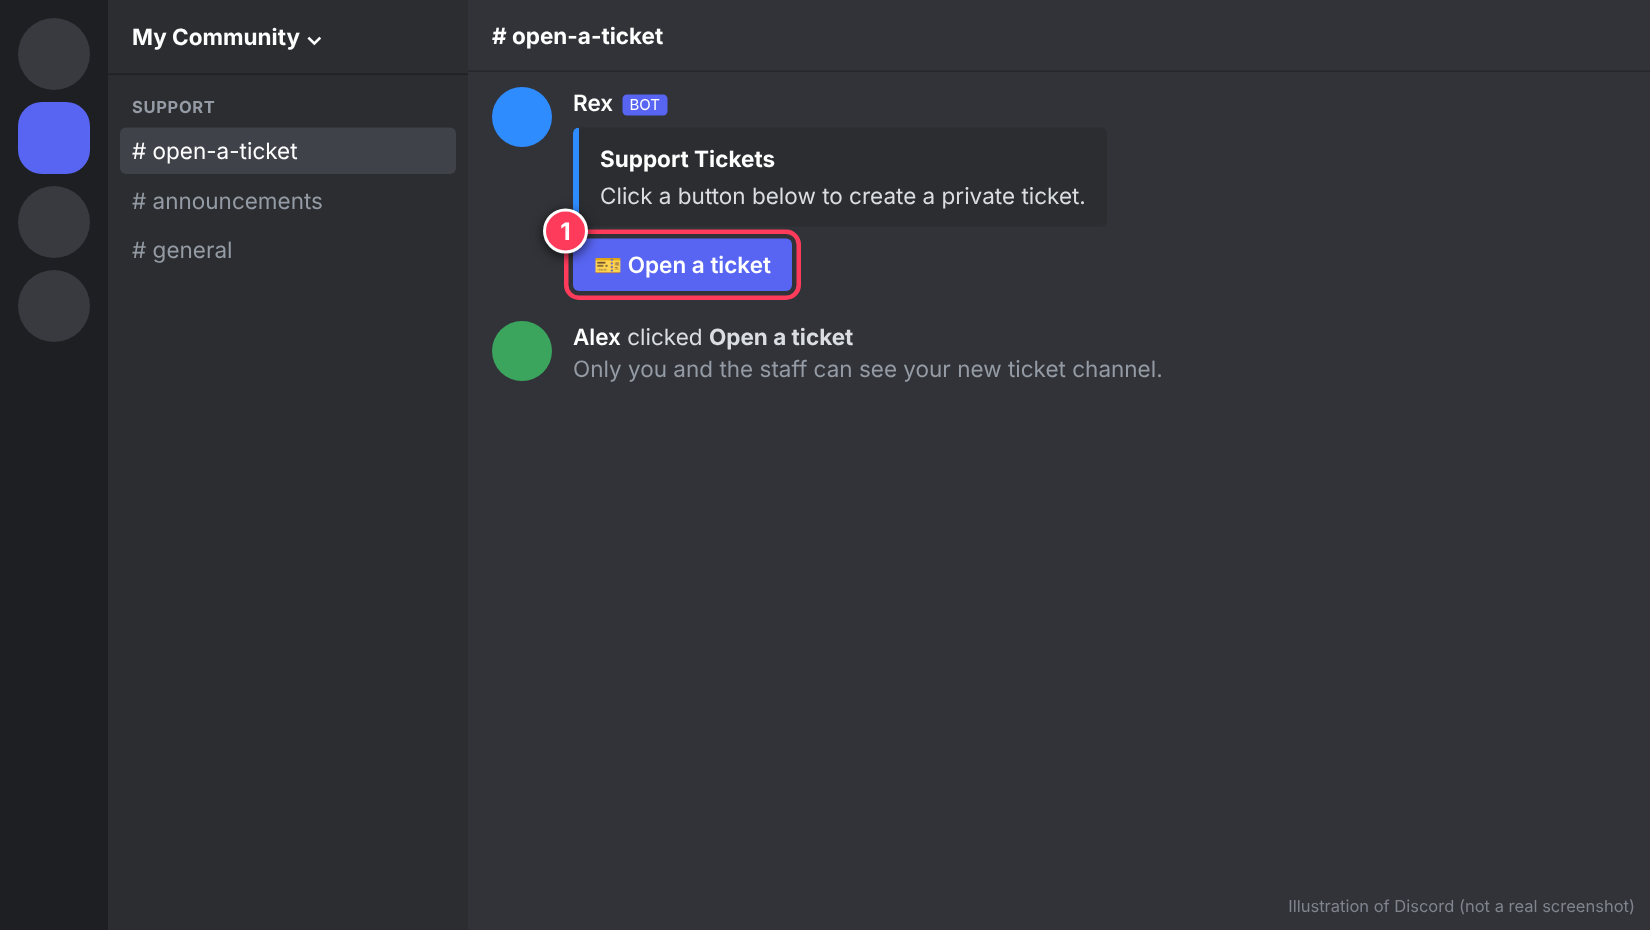 My Community
SUPPORT
# open-a-ticket
# announcements
# general
# open-a-ticket
Rex BOT
Support Tickets
Click a button below to create a private ticket.
1
🎫 Open a ticket
Alex clicked Open a ticket
Only you and the staff can see your new ticket channel.
Illustration of Discord (not a real screenshot)